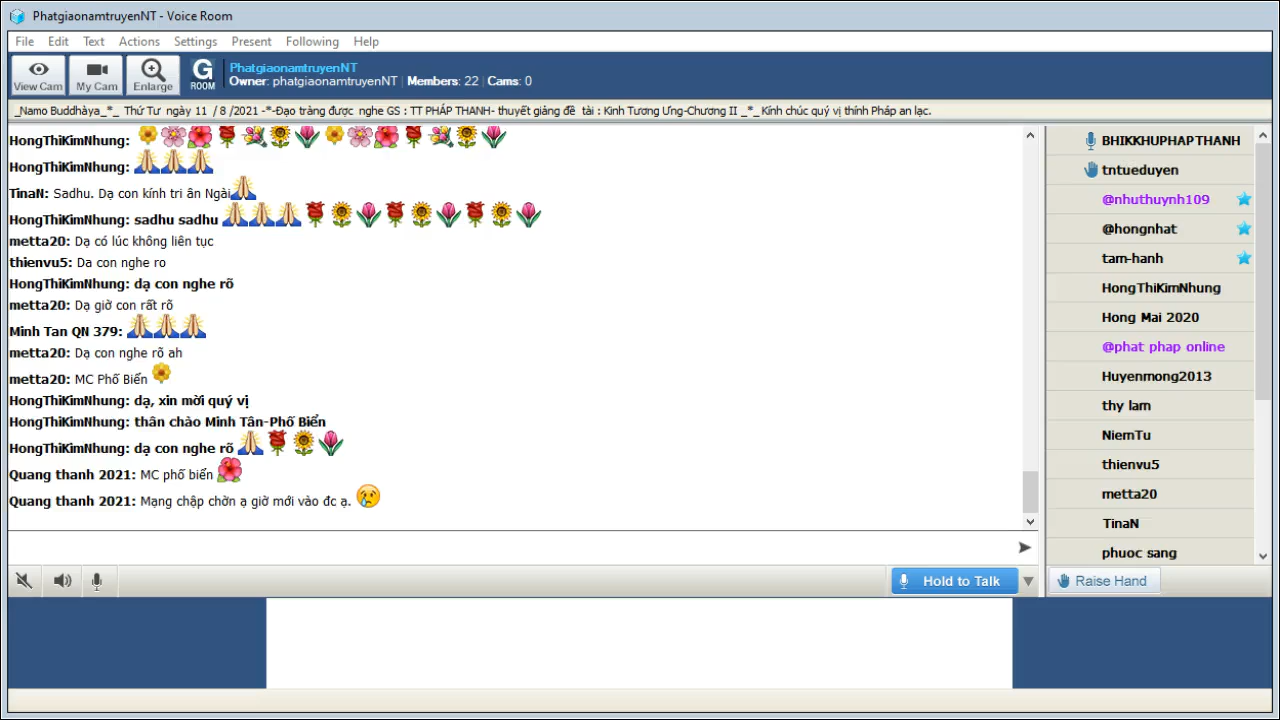 PhatgiaonamtruyenNT - Voice Room
File Edit Text Actions Settings Present Following Help
View Cam My Cam Enlarge G ROOM
PhatgiaonamtruyenNT
Owner: phatgiaonamtruyenNT | Members: 22 | Cams: 0
_Namo Buddhàya_*_ Thứ Tư ngày 11 / 8 /2021 -*-Đạo tràng được nghe GS : TT PHÁP THANH- thuyết giảng đề tài : Kinh Tương Ưng-Chương II _*_ Kính chúc quý vị thính Pháp an lạc.
HongThiKimNhung:
HongThiKimNhung:
TinaN: Sadhu. Dạ con kính tri ân Ngài
HongThiKimNhung: sadhu sadhu
metta20: Dạ có lúc không liên tục
thienvu5: Da con nghe ro
HongThiKimNhung: dạ con nghe rõ
metta20: Dạ giờ con rất rõ
Minh Tan QN 379:
metta20: Dạ con nghe rõ ah
metta20: MC Phố Biển
HongThiKimNhung: dạ, xin mời quý vị
HongThiKimNhung: thân chào Minh Tân-Phố Biển
HongThiKimNhung: dạ con nghe rõ
Quang thanh 2021: MC phố biển
Quang thanh 2021: Mạng chập chờn ạ giờ mới vào đc ạ.
BHIKKHUPHAPTHANH
tntueduyen
@nhuthuynh109
@hongnhat
tam-hanh
HongThiKimNhung
Hong Mai 2020
@phat phap online
Huyenmong2013
thy lam
NiemTu
thienvu5
metta20
TinaN
phuoc sang
Hold to Talk
Raise Hand